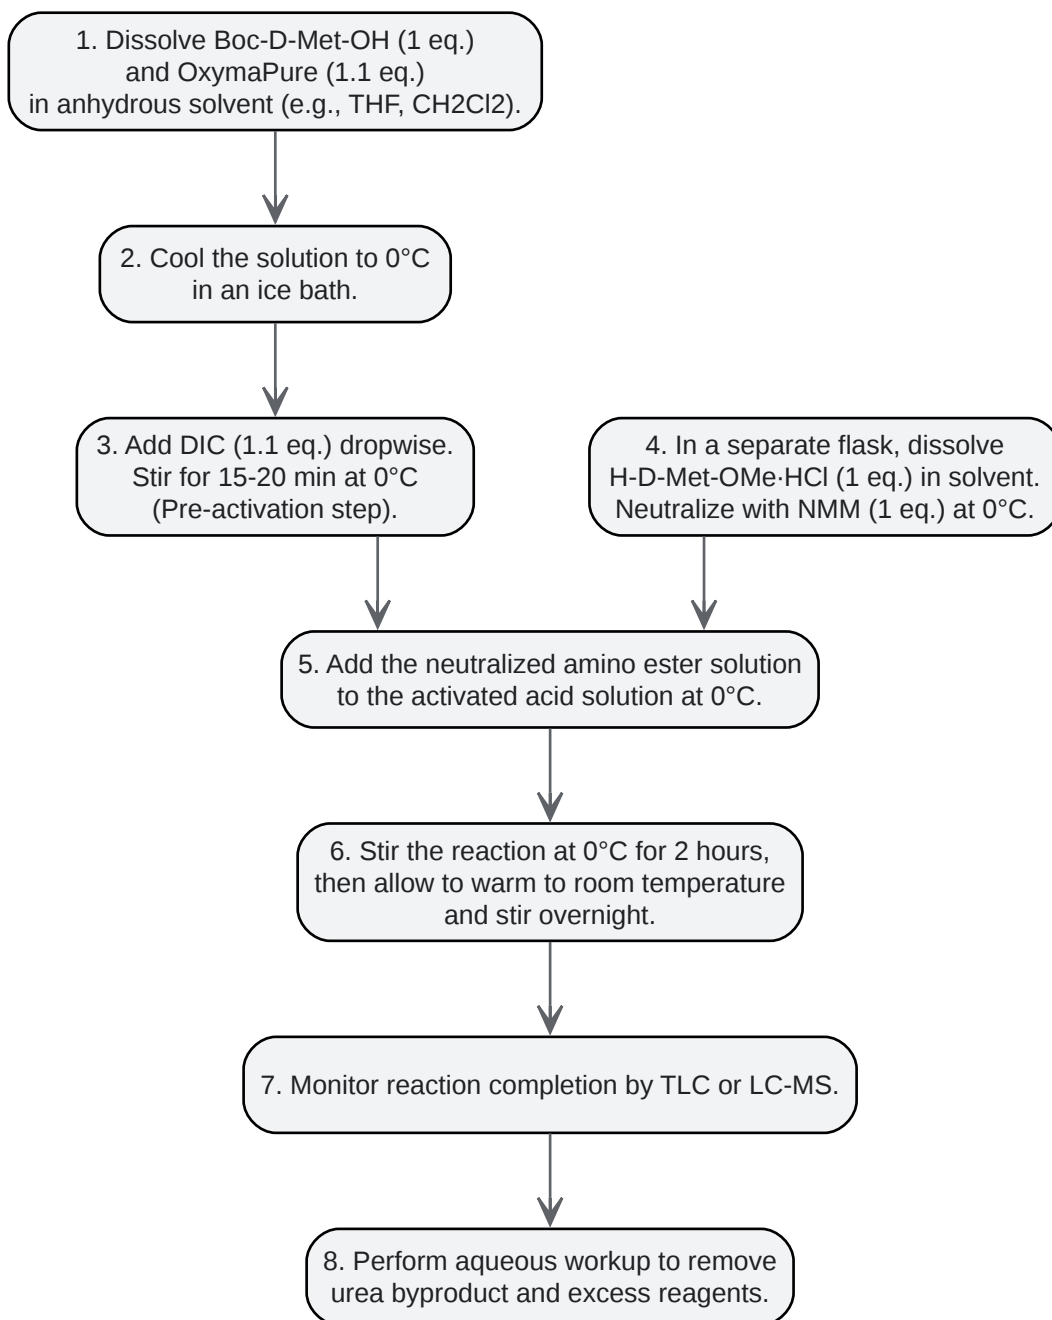 1. Dissolve Boc-D-Met-OH (1 eq.)
and OxymaPure (1.1 eq.)
in anhydrous solvent (e.g., THF, CH2Cl2).
2. Cool the solution to 0°C
in an ice bath.
3. Add DIC (1.1 eq.) dropwise.
Stir for 15-20 min at 0°C
(Pre-activation step).
4. In a separate flask, dissolve
H-D-Met-OMe·HCl (1 eq.) in solvent.
Neutralize with NMM (1 eq.) at 0°C.
5. Add the neutralized amino ester solution
to the activated acid solution at 0°C.
6. Stir the reaction at 0°C for 2 hours,
then allow to warm to room temperature
and stir overnight.
7. Monitor reaction completion by TLC or LC-MS.
8. Perform aqueous workup to remove
urea byproduct and excess reagents.